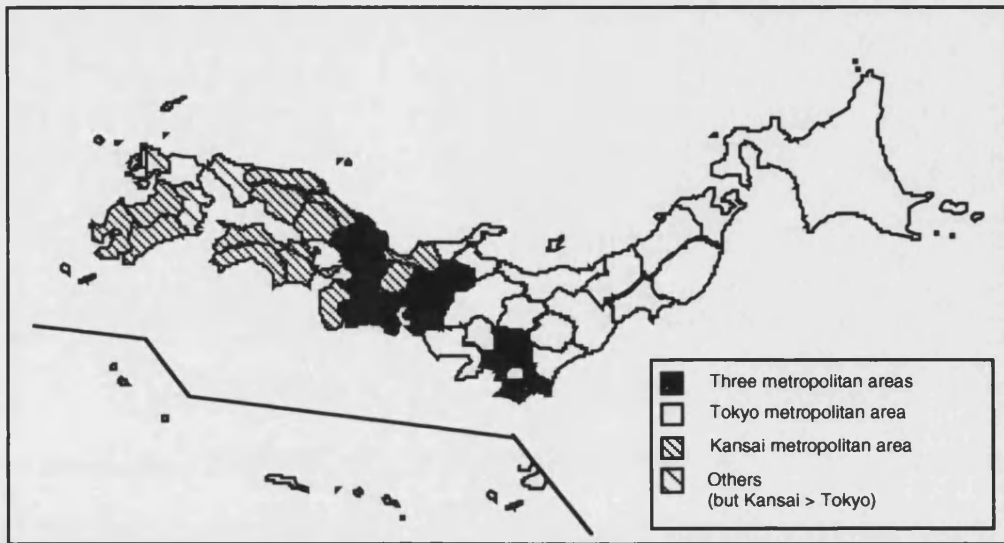 Three metropolitan areas
Tokyo metropolitan area
Kansai metropolitan area
Others
(but Kansai > Tokyo)